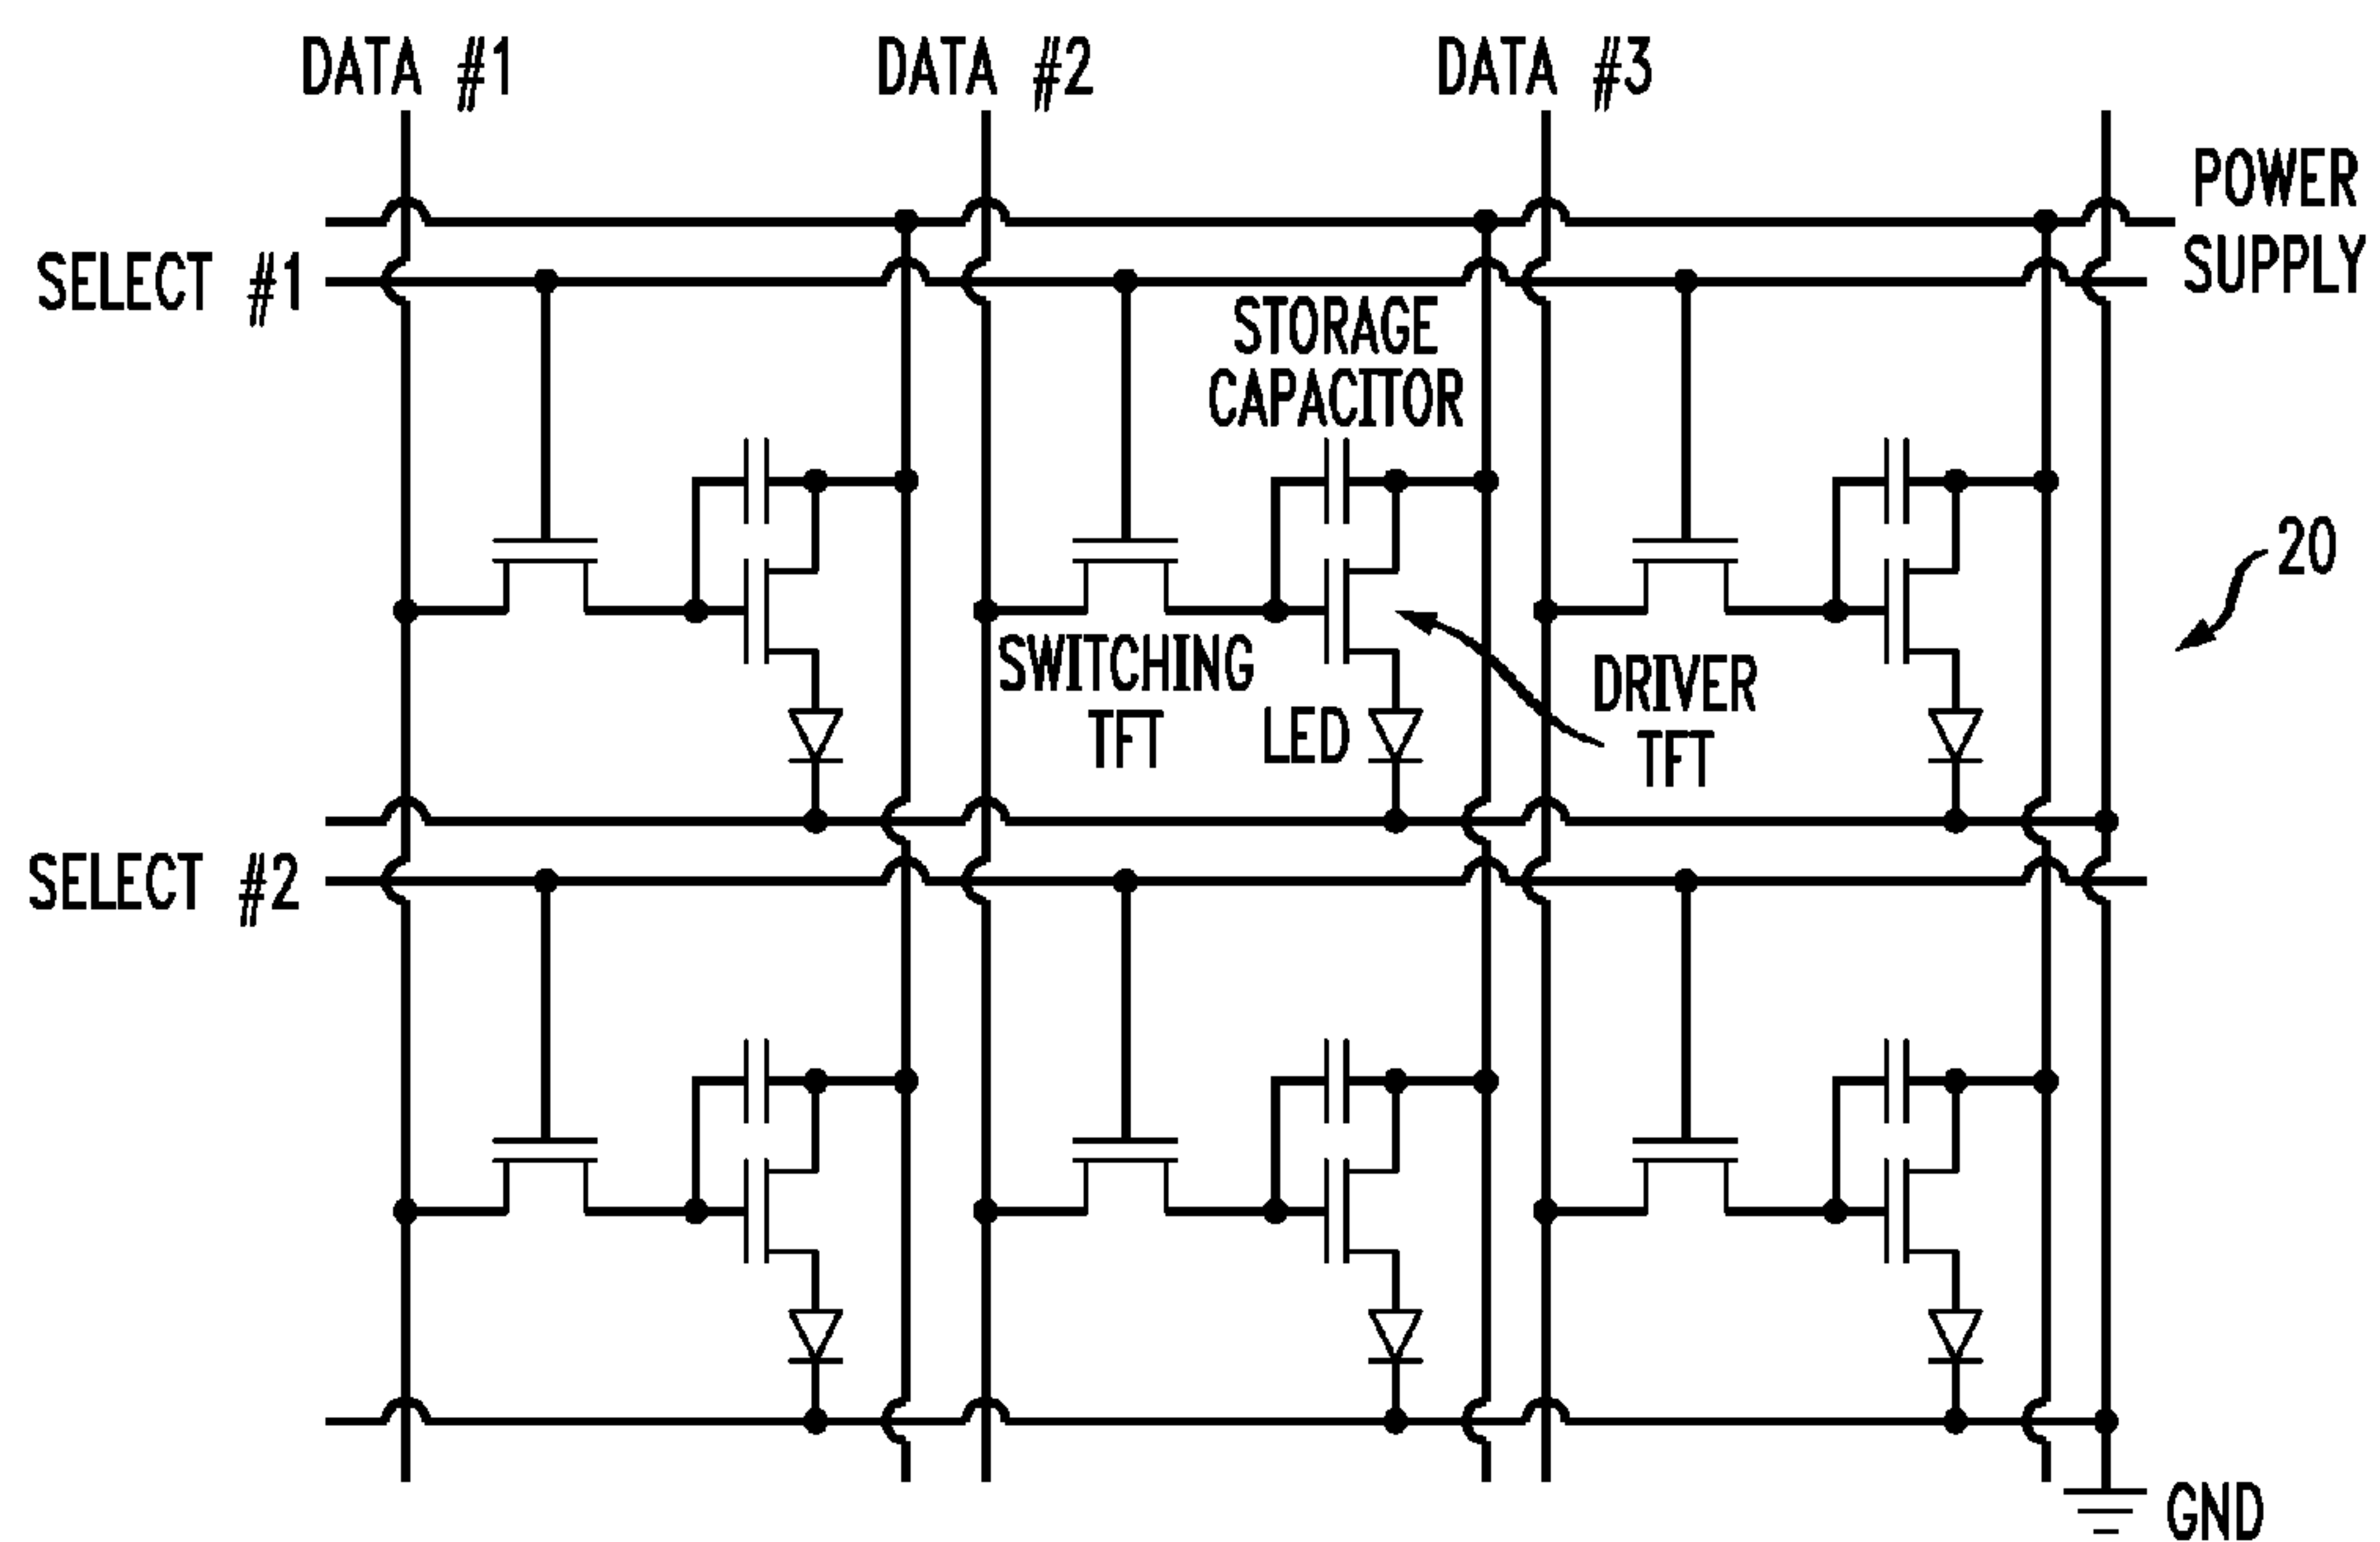 DATA #1
DATA #2
DATA #3
POWER
SUPPLY
SELECT #1
STORAGE
CAPACITOR
20
SWITCHING
TFT
LED
DRIVER
TFT
SELECT #2
GND